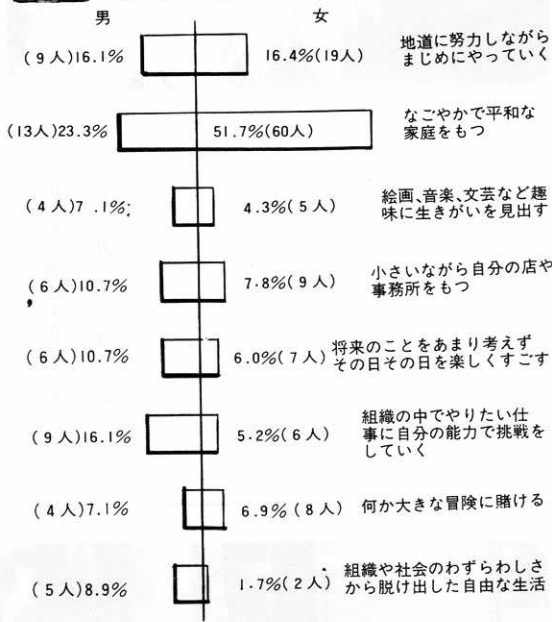 男 女
(9人)16.1% 16.4%(19人) 地道に努力しながら
まじめにやっていく
(13人)23.3% 51.7%(60人) なごやかで平和な
家庭をもつ
(4人)7.1% 4.3%(5人) 絵画、音楽、文芸など趣
味に生きがいを見出す
(6人)10.7% 7.8%(9人) 小さいながら自分の店や
事務所をもつ
(6人)10.7% 6.0%(7人) 将来のことをあまり考えず
その日その日を楽しくすごす
(9人)16.1% 5.2%(6人) 組織の中でやりたい仕
事に自分の能力で挑戦を
していく
(4人)7.1% 6.9%(8人) 何か大きな冒険に賭ける
(5人)8.9% 1.7%(2人) 組織や社会のわずらわしさ
から脱け出した自由な生活